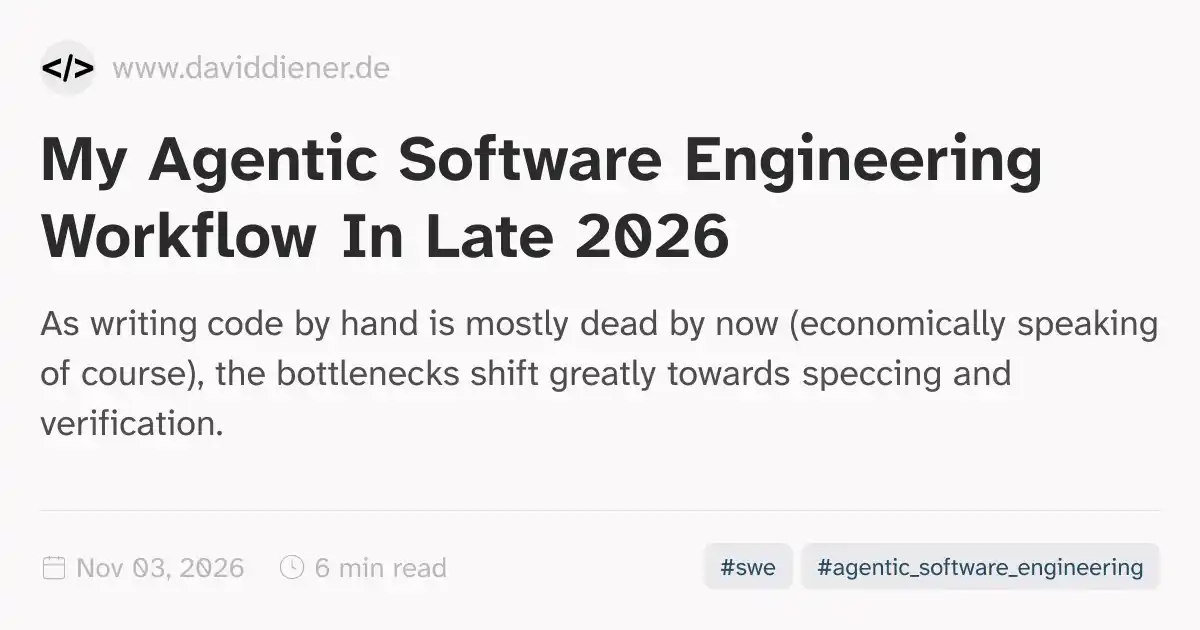 </> www.daviddiener.de
My Agentic Software Engineering
Workflow In Late 2026
As writing code by hand is mostly dead by now (economically speaking
of course), the bottlenecks shift greatly towards speccing and
verification.
Nov 03, 2026 6 min read #swe #agentic_software_engineering